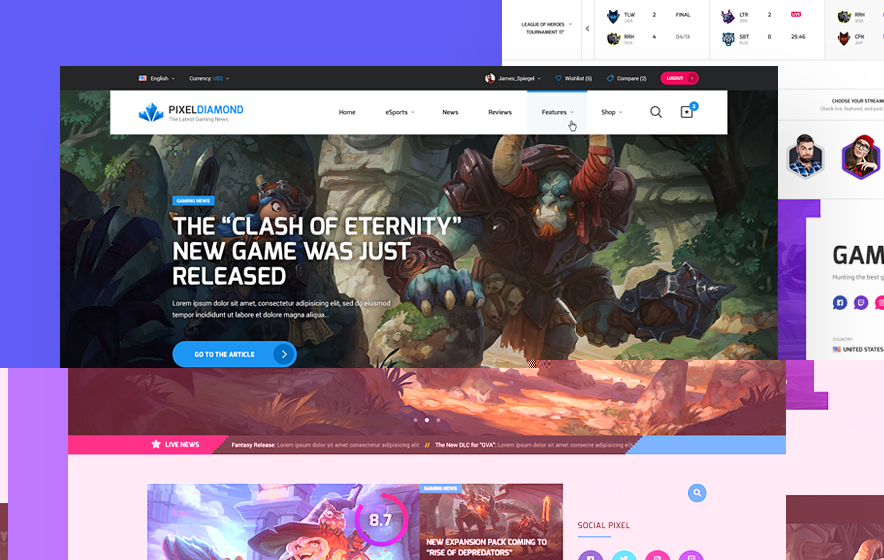 LEAGUE OF HEROES
TOURNAMENT II"
TLW 2 FINAL
USA
RRH 4 04/13
LTR 2 LIVE
SBT 0 25:46
RRH
CPK
JAP
English Currency: USD James_Spiegel Wishlist (5) Compare (2) LOGOUT
PIXELDIAMOND
The Latest Gaming News
Home eSports News Reviews Features Shop
CHOOSE YOUR STREAM
Check live, featured, and past
GAMING NEWS
THE “CLASH OF ETERNITY”
NEW GAME WAS JUST
RELEASED
Lorem ipsum dolor sit amet, consectetur adipisicing elit, sed do eiusmod
tempor incididunt ut labore et dolore magna aliqua.
GO TO THE ARTICLE
GAM
Hunting the best g
COUNTRY
UNITED STATES
LIVE NEWS
Fantasy Release: Lorem ipsum dolor sit amet consectetur adipisicing elit // The New DLC for "GVA": Lorem ipsum dolor sit amet consectetur adipisicing elit
8.7
GAMING NEWS
NEW EXPANSION PACK COMING TO
"RISE OF DEPREDATORS"
SOCIAL PIXEL